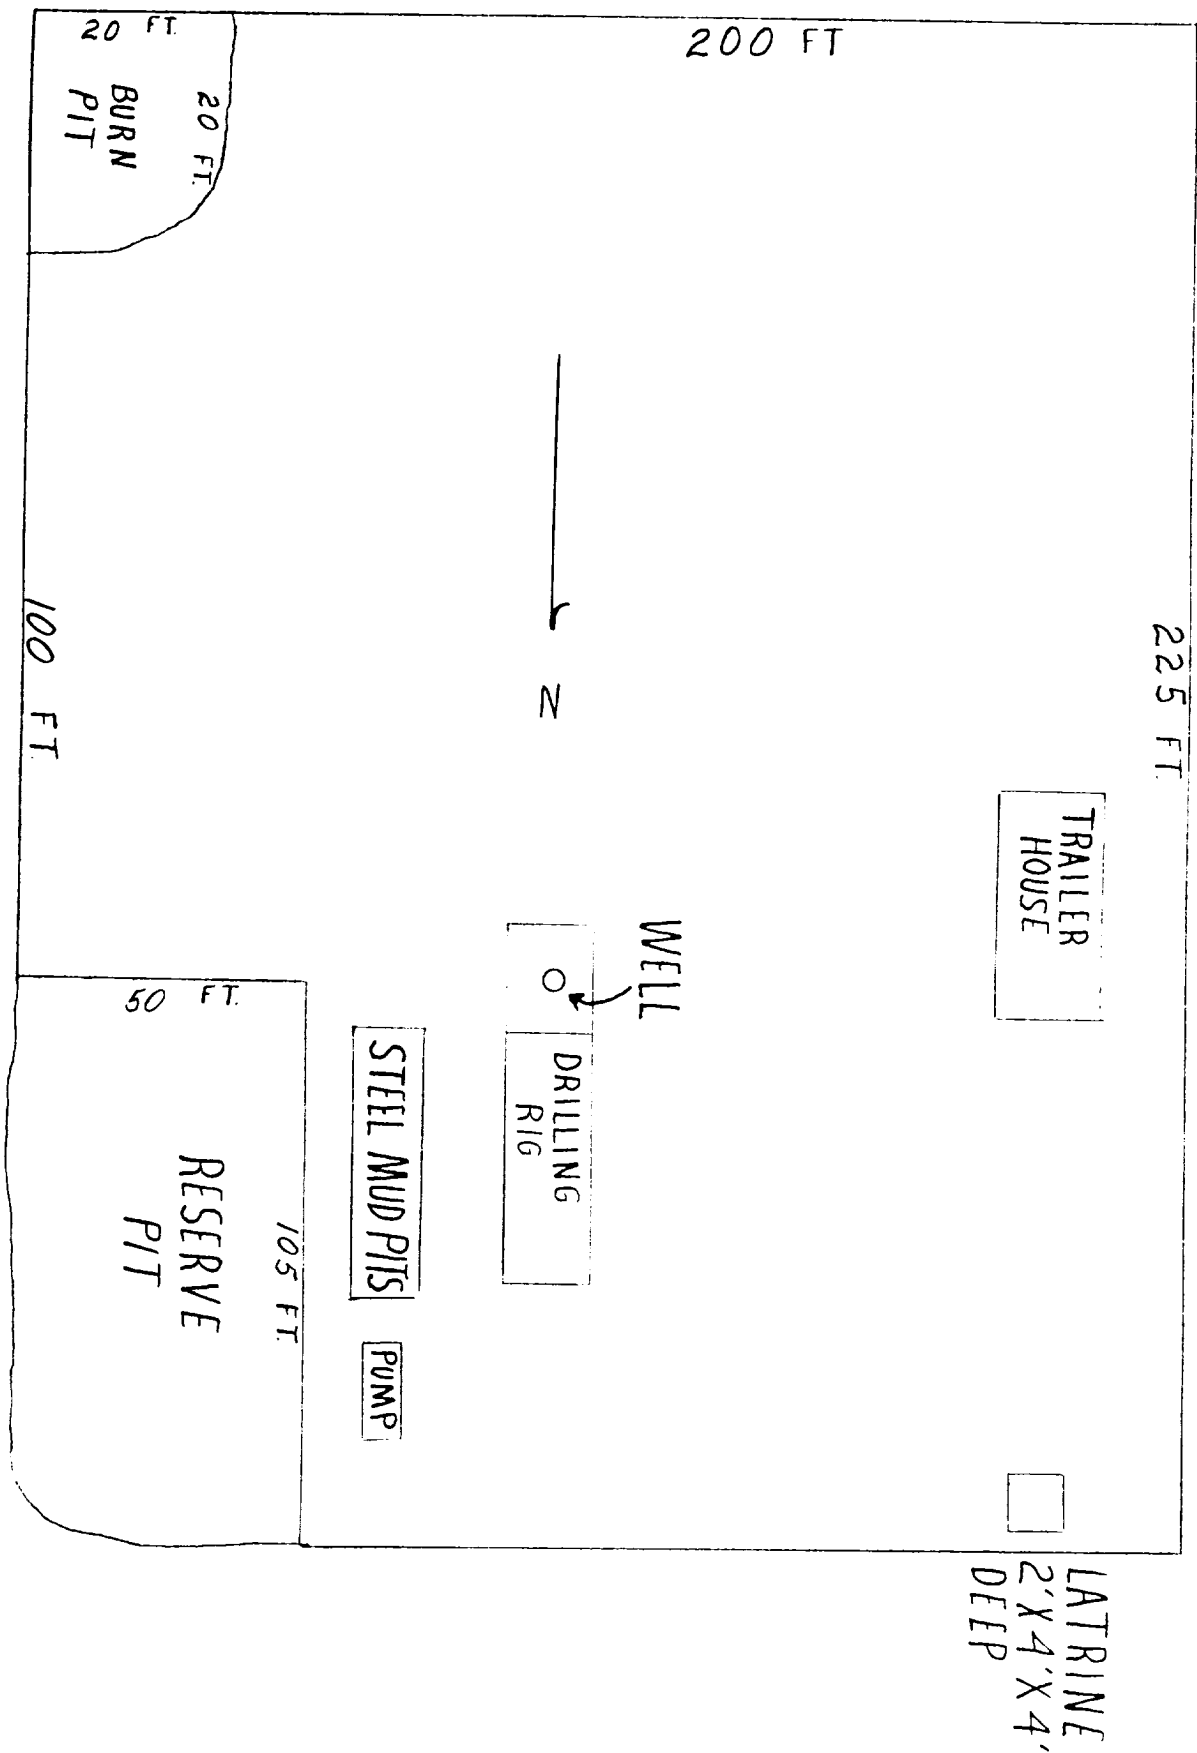 20 FT.
200 FT
20 FT.
BURN
PIT
225 FT.
100 FT.
N
TRAILER
HOUSE
WELL
50 FT.
DRILLING
RIG
STEEL MUD PITS
105 FT.
RESERVE
PIT
PUMP
LATRINE
2'X4'X4'
DEEP